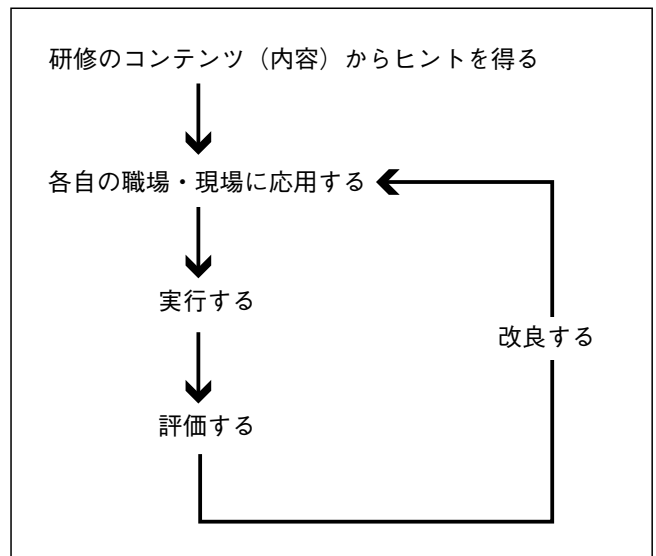 研修のコンテンツ（内容）からヒントを得る
各自の職場・現場に応用する
実行する
改良する
評価する